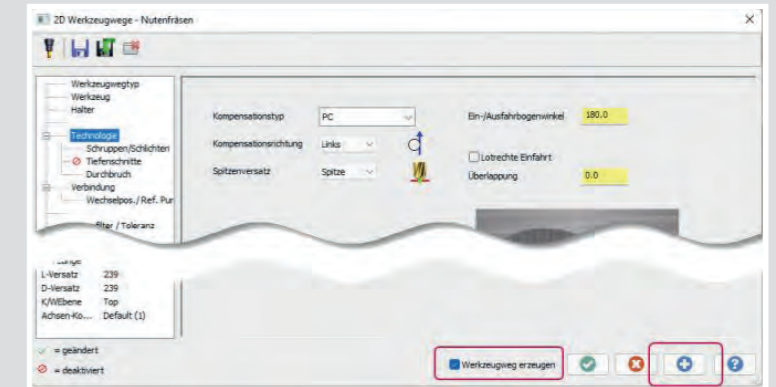 2D Werkzeugwege - Nutenfräsen
Werkzeugwegtyp
Werkzeug
Halter
Technologie
Schruppen/Schlichten
Tiefenschnitte
Durchbruch
Verbindung
Wechselpos./ Ref. Pun
filter / Toleranz
Kompensationstyp PC
Kompensationsrichtung Links
Spitzenversatz Spitze
Ein-/Ausfahrbogenwinkel 180.0
Lotrechte Einfahrt
Überlappung 0.0
L-Versatz 239
D-Versatz 239
K/WEbene Top
Achsen-Ko... Default (1)
= geändert
= deaktiviert
Werkzeugweg erzeugen